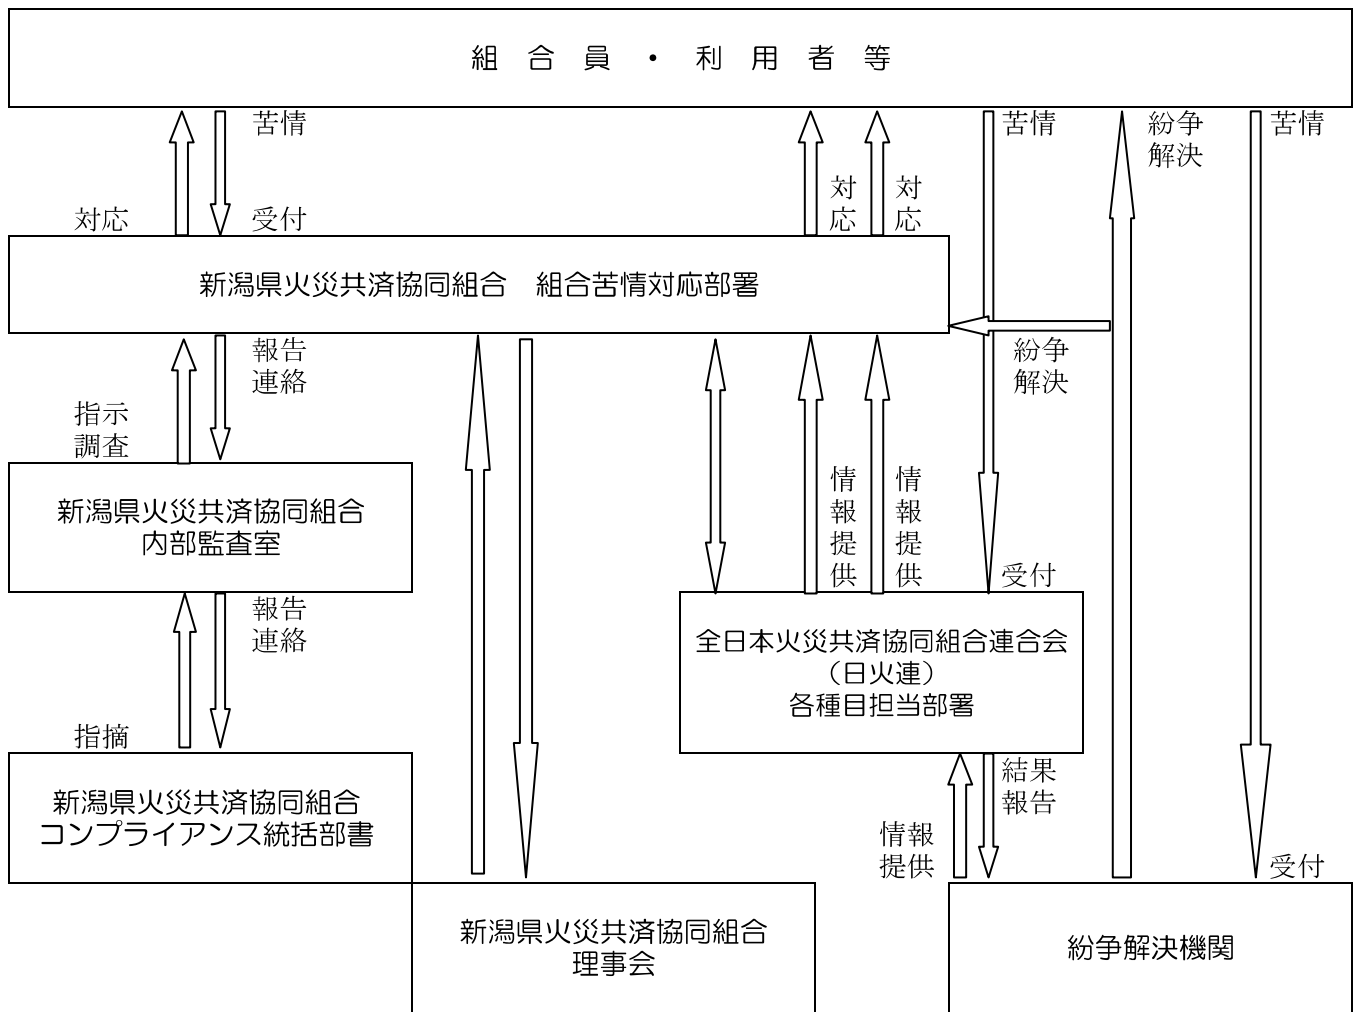 組合員・利用者等
苦情
対応
受付
対
応
対
応
苦情
紛争
解決
苦情
新潟県火災共済協同組合　組合苦情対応部署
報告
連絡
指示
調査
紛争
解決
新潟県火災共済協同組合
内部監査室
情
報
提
供
情
報
提
供
受付
報告
連絡
指摘
全日本火災共済協同組合連合会
（日火連）
各種目担当部署
新潟県火災共済協同組合
コンプライアンス統括部書
結果
報告
情報
提供
受付
新潟県火災共済協同組合
理事会
紛争解決機関